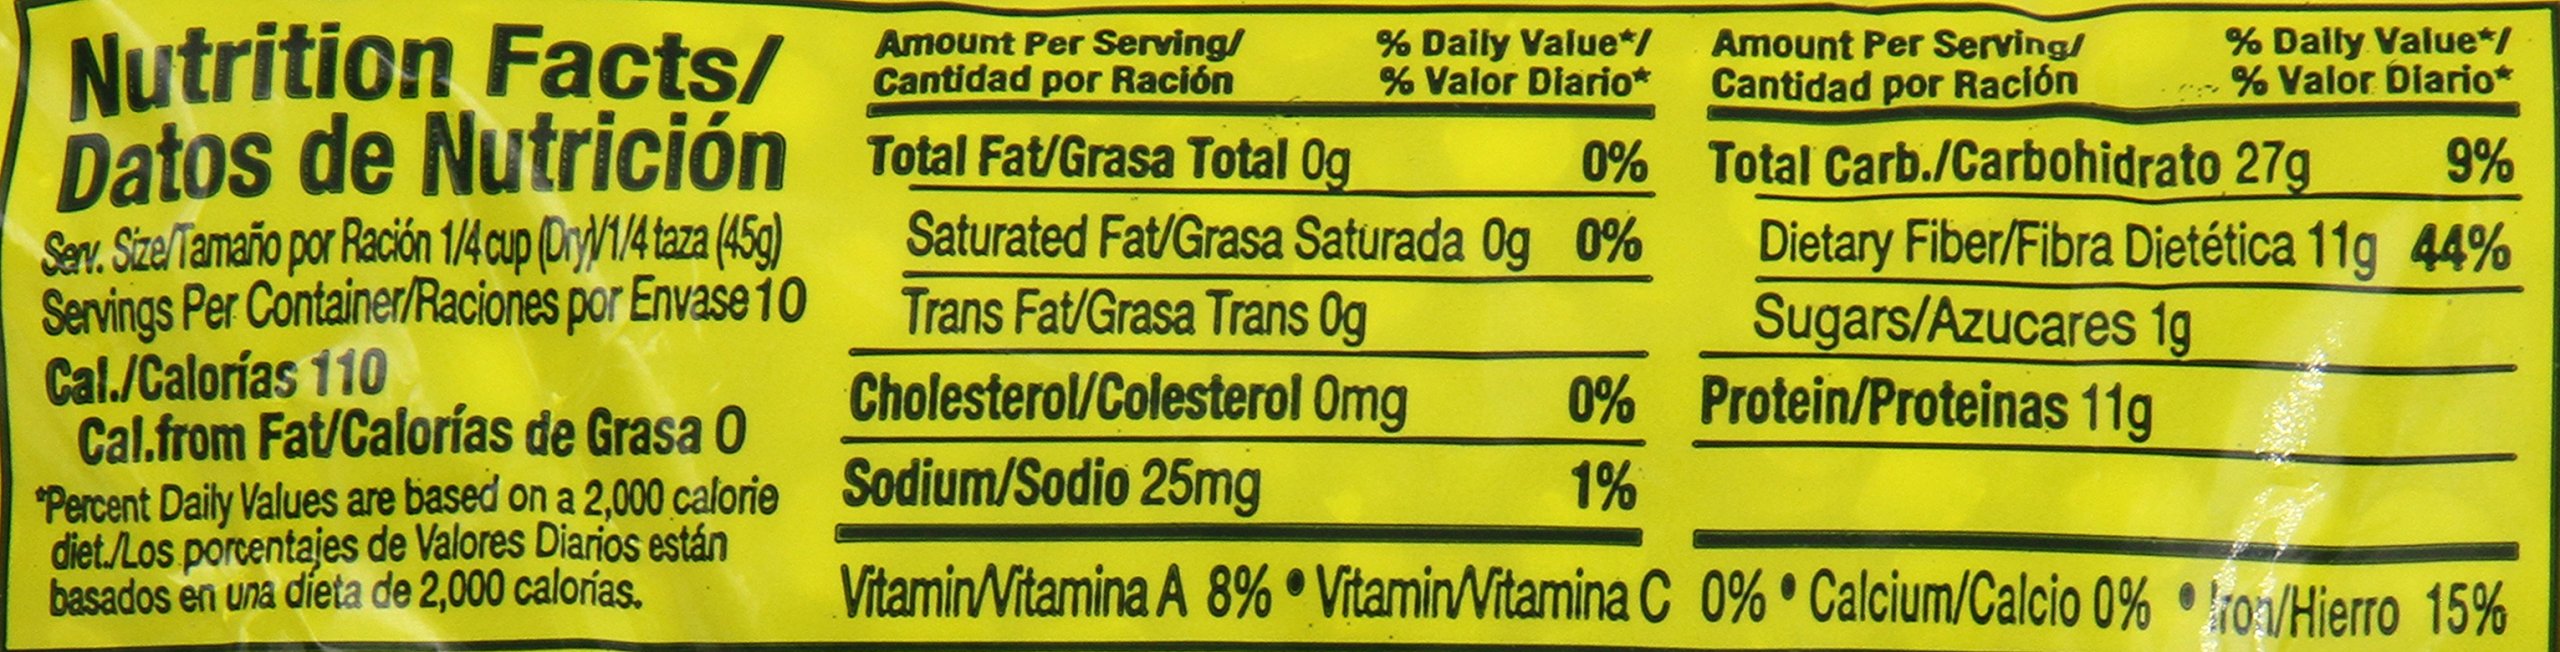 Nutrition Facts/
Datos de Nutrición
Serv. Size/Tamaño por Ración 1/4 cup (Dry)/1/4 taza (45g)
Servings Per Container/Raciones por Envase 10
Cal./Calorías 110
Cal.from Fat/Calorías de Grasa 0
*Percent Daily Values are based on a 2,000 calorie
diet./Los porcentajes de Valores Diarios están
basados en una dieta de 2,000 calorías.
Amount Per Serving/ % Daily Value*/
Cantidad por Ración % Valor Diario*
Total Fat/Grasa Total 0g 0%
Saturated Fat/Grasa Saturada 0g 0%
Trans Fat/Grasa Trans 0g
Cholesterol/Colesterol 0mg 0%
Sodium/Sodio 25mg 1%
Amount Per Serving/ % Daily Value*/
Cantidad por Ración % Valor Diario*
Total Carb./Carbohidrato 27g 9%
Dietary Fiber/Fibra Dietética 11g 44%
Sugars/Azucares 1g
Protein/Proteinas 11g
Vitamin/Vitamina A 8% • Vitamin/Vitamina C 0% • Calcium/Calcio 0% • Iron/Hierro 15%